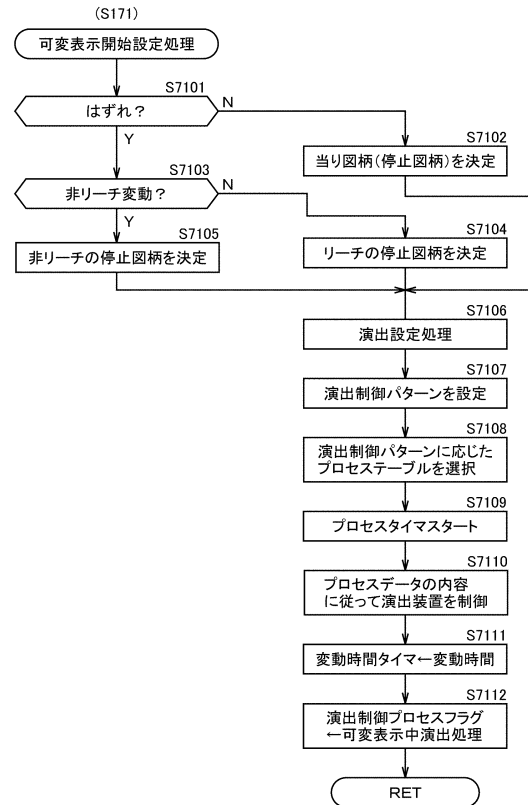 (S171)
可変表示開始設定処理
S7101
はずれ?
N
Y
S7102
当り図柄(停止図柄)を決定
S7103
非リーチ変動?
N
Y
S7105
非リーチの停止図柄を決定
S7104
リーチの停止図柄を決定
S7106
演出設定処理
S7107
演出制御パターンを設定
S7108
演出制御パターンに応じた
プロセステーブルを選択
S7109
プロセスタイマスタート
S7110
プロセスデータの内容
に従って演出装置を制御
S7111
変動時間タイマ←変動時間
S7112
演出制御プロセスフラグ
←可変表示中演出処理
RET